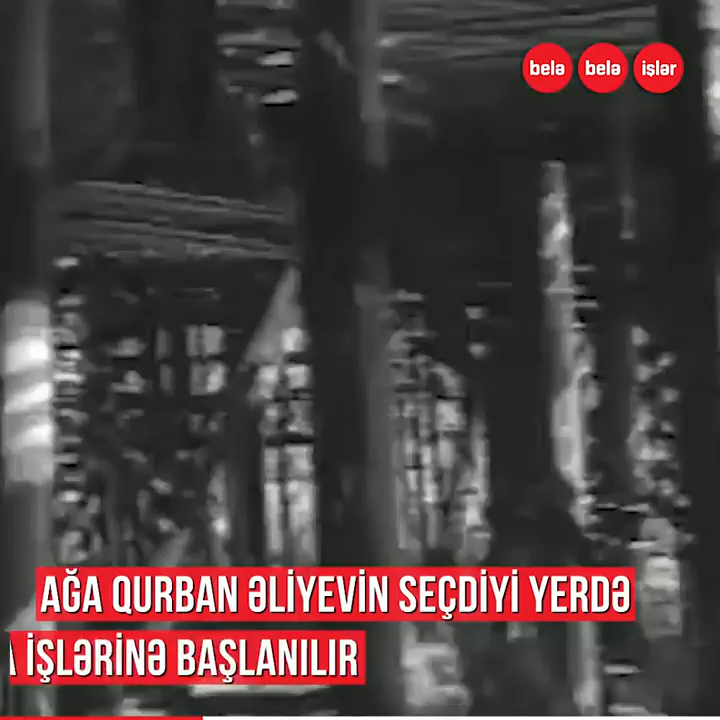 belə belə işlər
AĞA QURBAN ƏLİYEVİN SEÇDİYİ YERDƏ
İŞLƏRİNƏ BAŞLANILIR